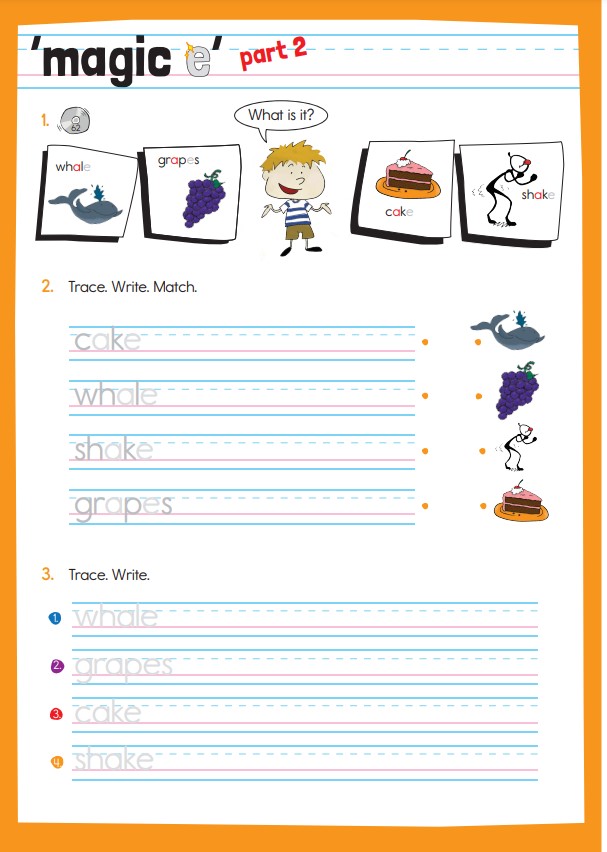 'magic e' part 2
1. 62
What is it?
whale
grapes
cake
shake
2. Trace. Write. Match.
cake
whale
shake
grapes
3. Trace. Write.
1. whale
2. grapes
3. cake
4. shake